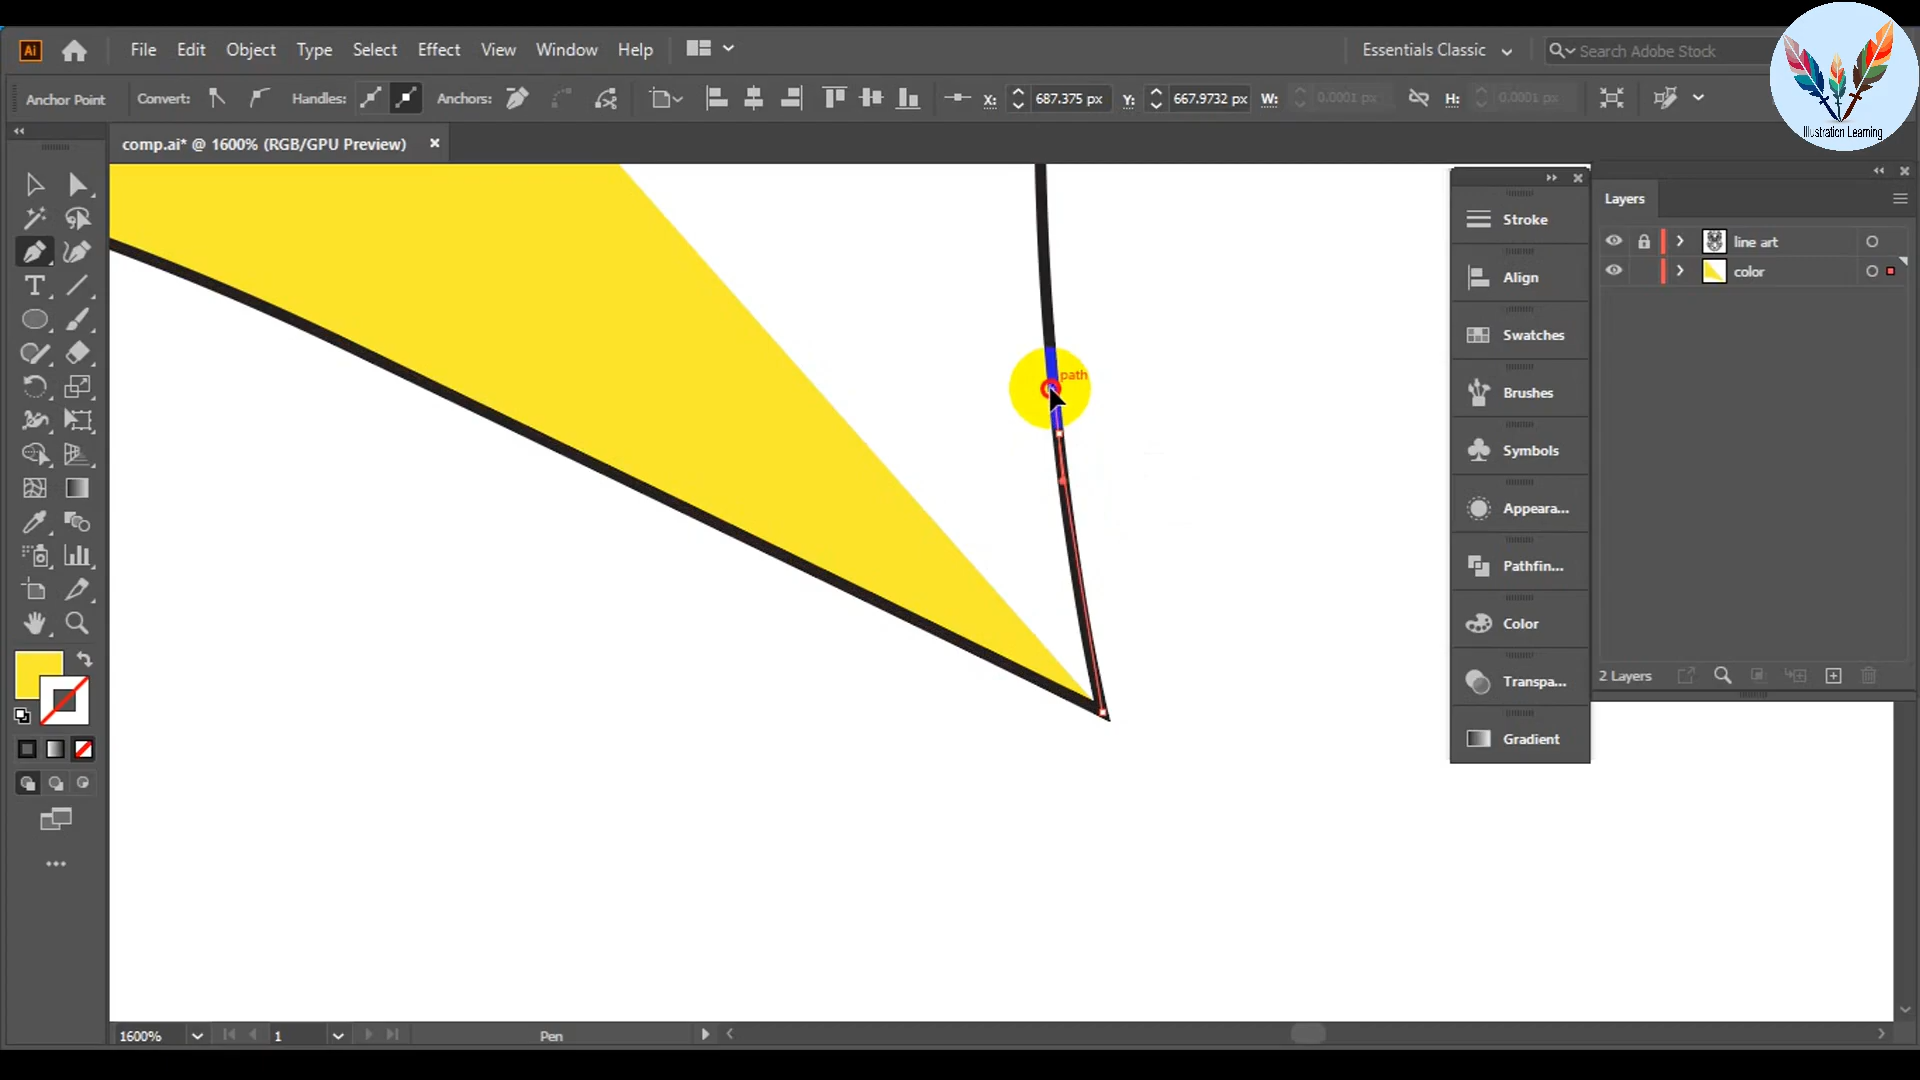 Ai File Edit Object Type Select Effect View Window Help Essentials Classic Search Adobe Stock
Illustration Learning
Anchor Point Convert: Handles: Anchors: X: 687.375 px Y: 667.9732 px W: 0.0001 px H: 0.0001 px
comp.ai* @ 1600% (RGB/GPU Preview) ×
path
Stroke
Align
Swatches
Brushes
Symbols
Appeara...
Pathfin...
Color
Transpa...
Gradient
Layers
line art
color
2 Layers
1600% 1 Pen